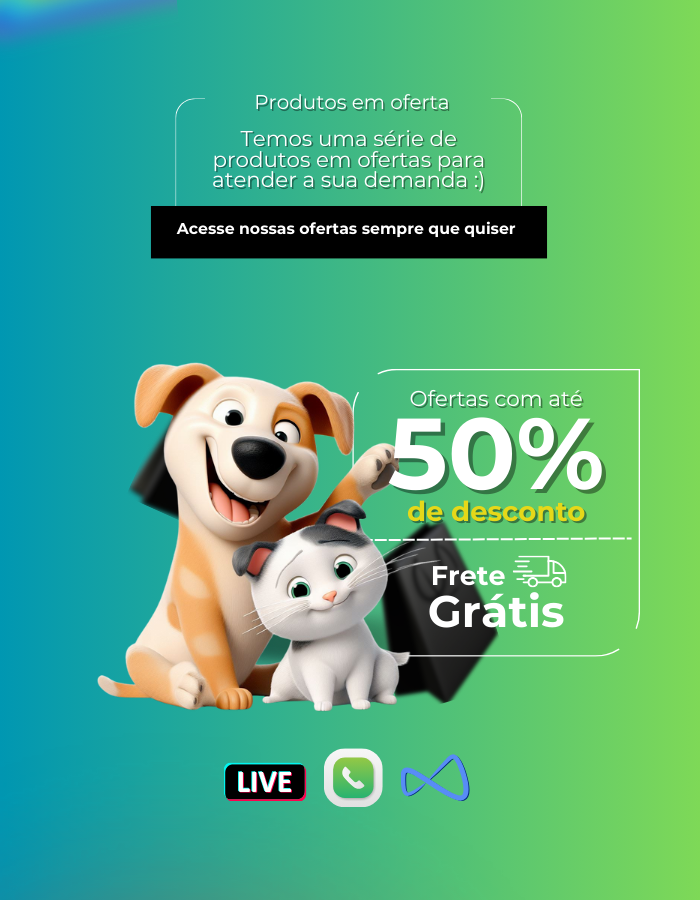 Produtos em oferta
Temos uma série de
produtos em ofertas para
atender a sua demanda :)
Acesse nossas ofertas sempre que quiser
Ofertas com até
50%
de desconto
Frete
Grátis
LIVE